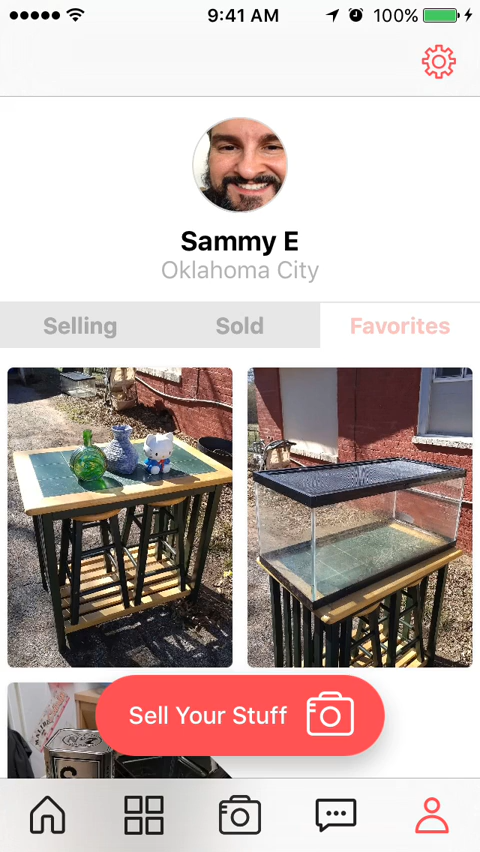 9:41 AM
100%
Sammy E
Oklahoma City
Selling
Sold
Favorites
Sell Your Stuff